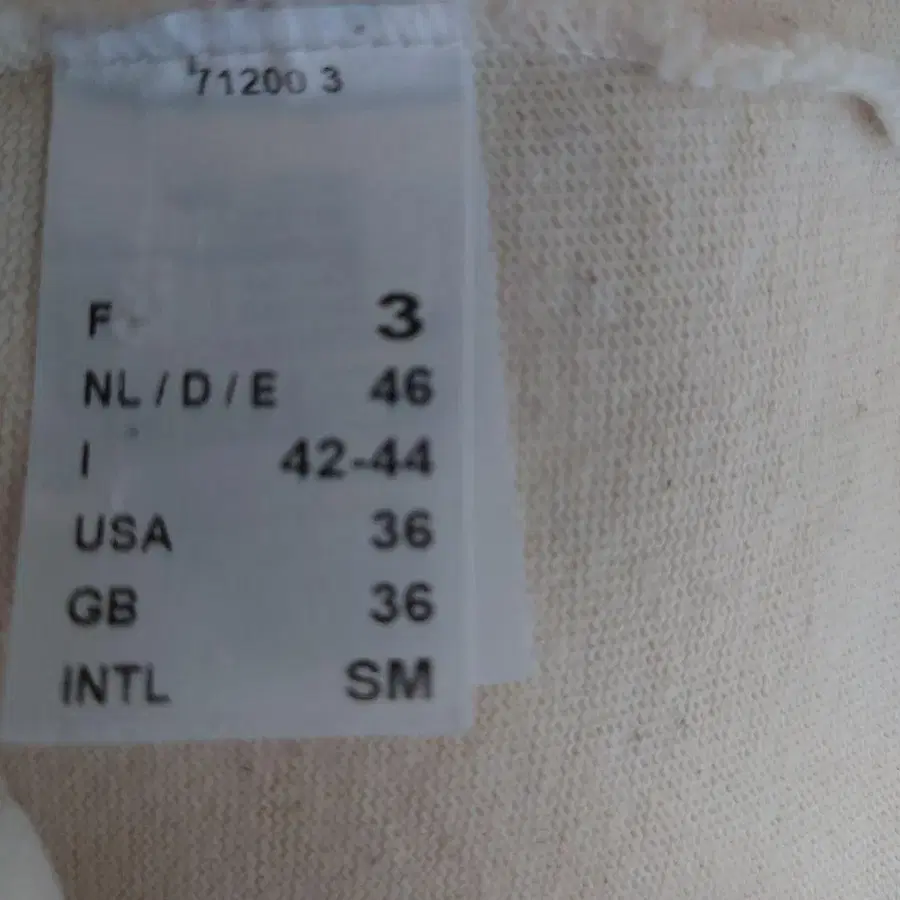 71200 3
F 3
NL / D / E 46
I 42-44
USA 36
GB 36
INTL SM